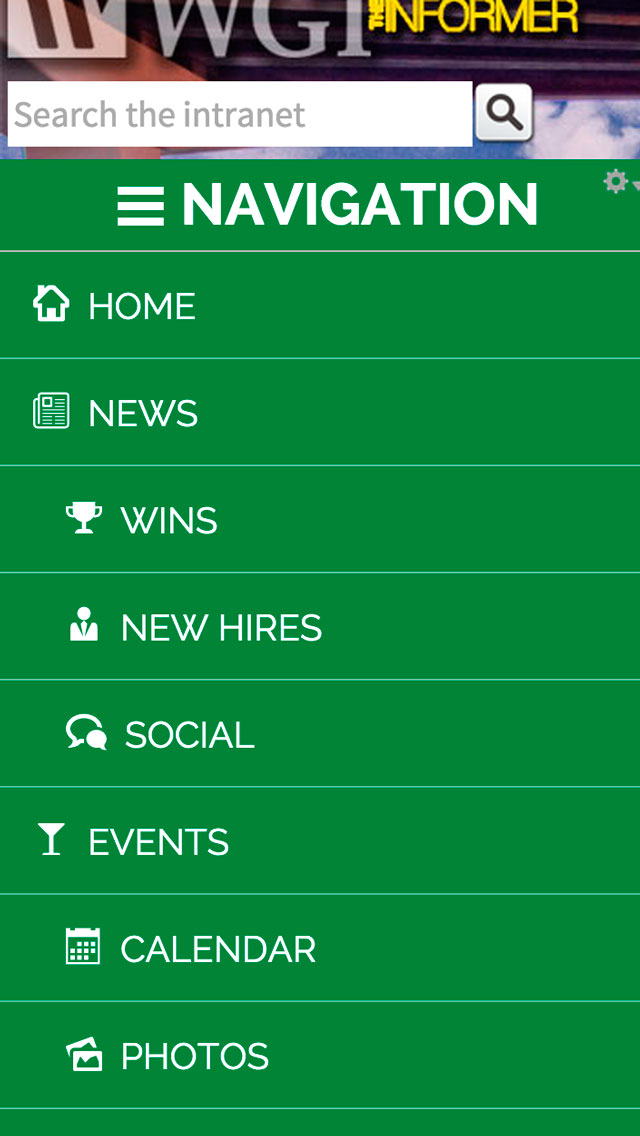 WGI
THE INFORMER
Search the intranet
NAVIGATION
HOME
NEWS
WINS
NEW HIRES
SOCIAL
EVENTS
CALENDAR
PHOTOS